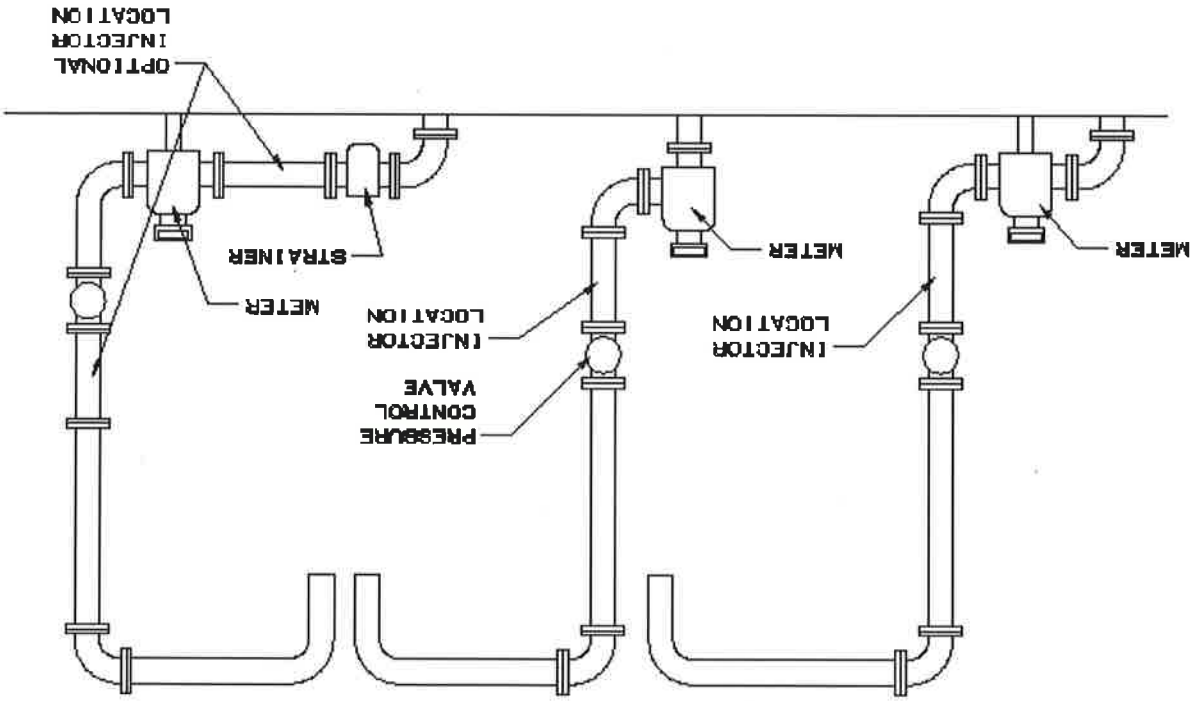 PRESSURE
CONTROL
VALVE
INJECTOR
LOCATION
INJECTOR
LOCATION
METER
METER
METER
STRAINER
OPTIONAL
INJECTOR
LOCATION